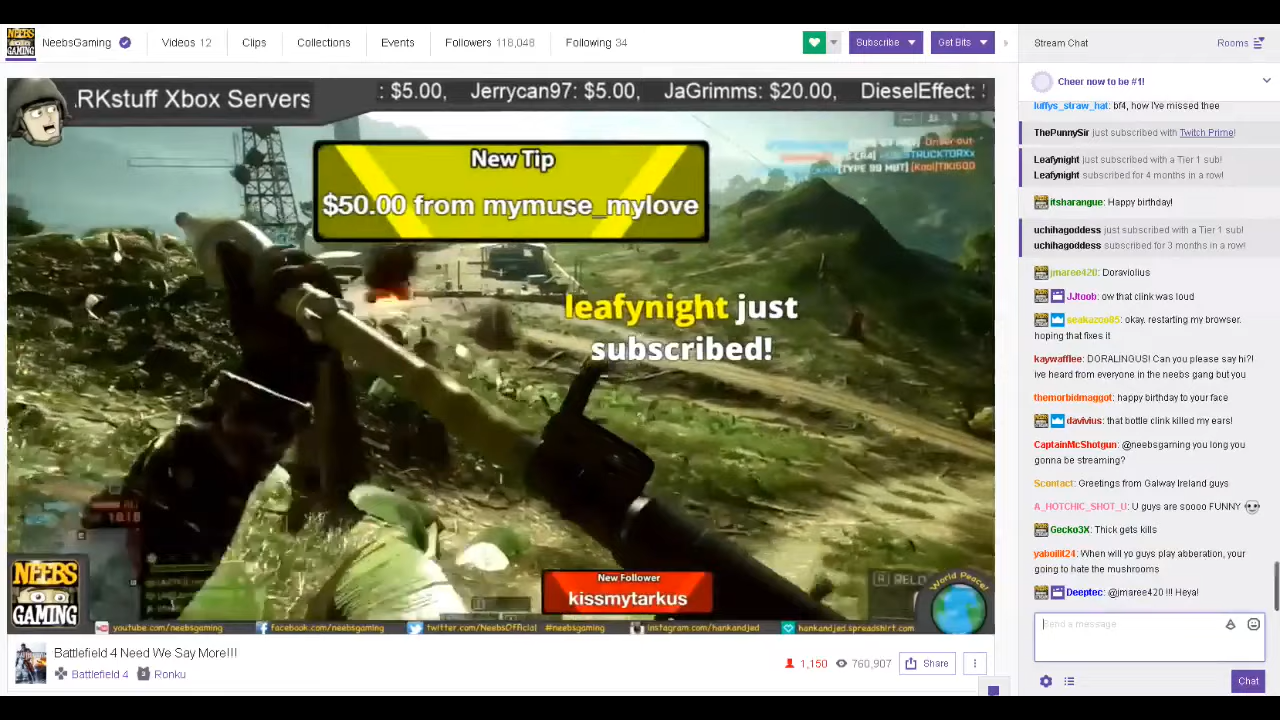 NeebsGaming
Videos 12
Clips
Collections
Events
Followers 118,048
Following 34
Subscribe
Get Bits
Stream Chat
Rooms
NEEBS
GAMING
RKstuff Xbox Servers
: $5.00, Jerrycan97: $5.00, JaGrimms: $20.00, DieselEffect:
New Tip
$50.00 from mymuse_mylove
leafynight just
subscribed!
New Follower
kissmytarkus
NEEBS
GAMING
World Peace!
youtube.com/neebsgaming
facebook.com/neebsgaming
twitter.com/NeebsOfficial
#neebsgaming
instagram.com/hankandjed
hankandjed.spreadshirt.com
Battlefield 4 Need We Say More!!!
Battlefield 4
Ronku
1,150
760,907
Share
Cheer now to be #1!
luffys_straw_hat: bf4, how I've missed thee
ThePunnySir just subscribed with Twitch Prime!
Leafynight just subscribed with a Tier 1 sub!
Leafynight subscribed for 4 months in a row!
itsharangue: Happy birthday!
uchihagoddess just subscribed with a Tier 1 sub!
uchihagoddess subscribed for 3 months in a row!
jmaree420: Doraviolius
JJtoob: ow that clink was loud
seakazoo85: okay. restarting my browser.
hoping that fixes it
kaywafflee: DORALINGUS! Can you please say hi?!
ive heard from everyone in the neebs gang but you
themorbidmaggot: happy birthday to your face
davivius: that bottle clink killed my ears!
CaptainMcShotgun: @neebsgaming you long you
gonna be streaming?
Scontact: Greetings from Galway Ireland guys
A_HOTCHIC_SHOT_U: U guys are soooo FUNNY
Gecko3X: Thick gets kills
yaboilit24: When will yo guys play abberation, your
going to hate the mushrooms
Deeptec: @jmaree420 !!! Heya!
Send a message
Chat